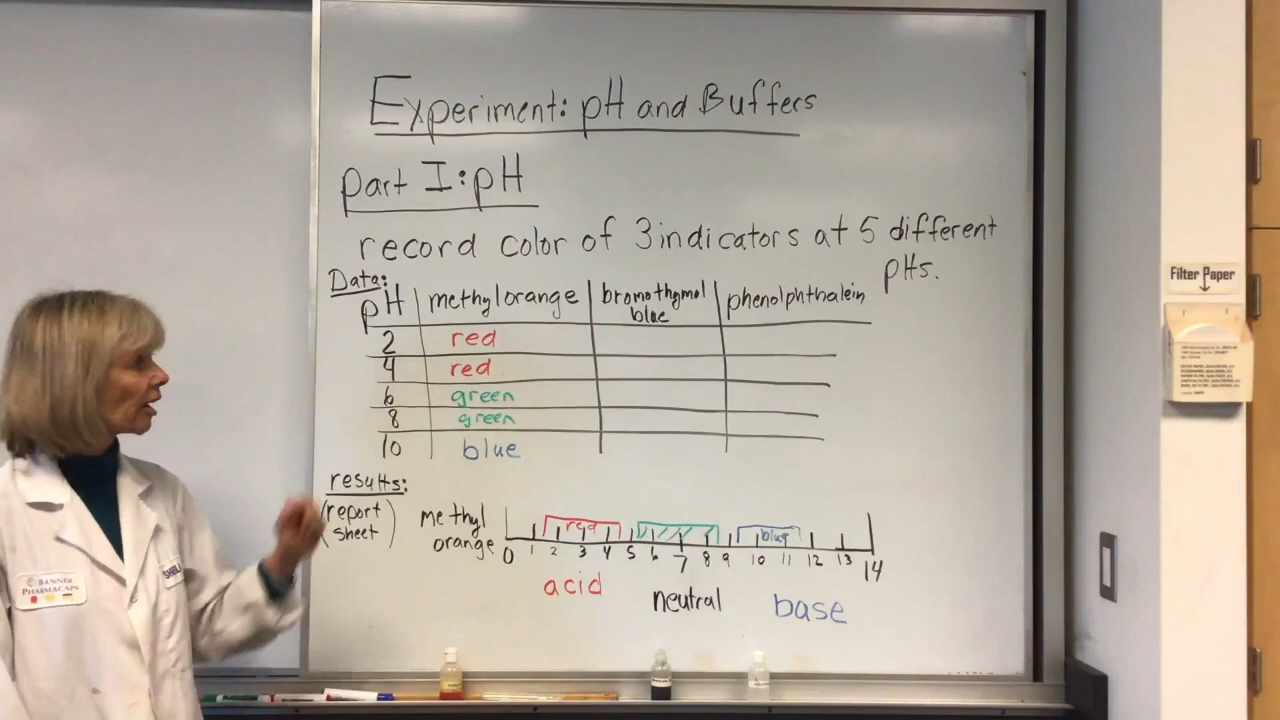 Experiment: pH and Buffers
part I: pH
record color of 3 indicators at 5 different
pHs.
Data:
pH methyl orange bromothymol blue phenolphthalein
2 red
4 red
6 green
8 green
10 blue
results:
(report sheet)
methyl orange
red blue
0 1 2 3 4 5 6 7 8 9 10 11 12 13 14
acid neutral base
BANNER
PHARMACAPS
Filter Paper